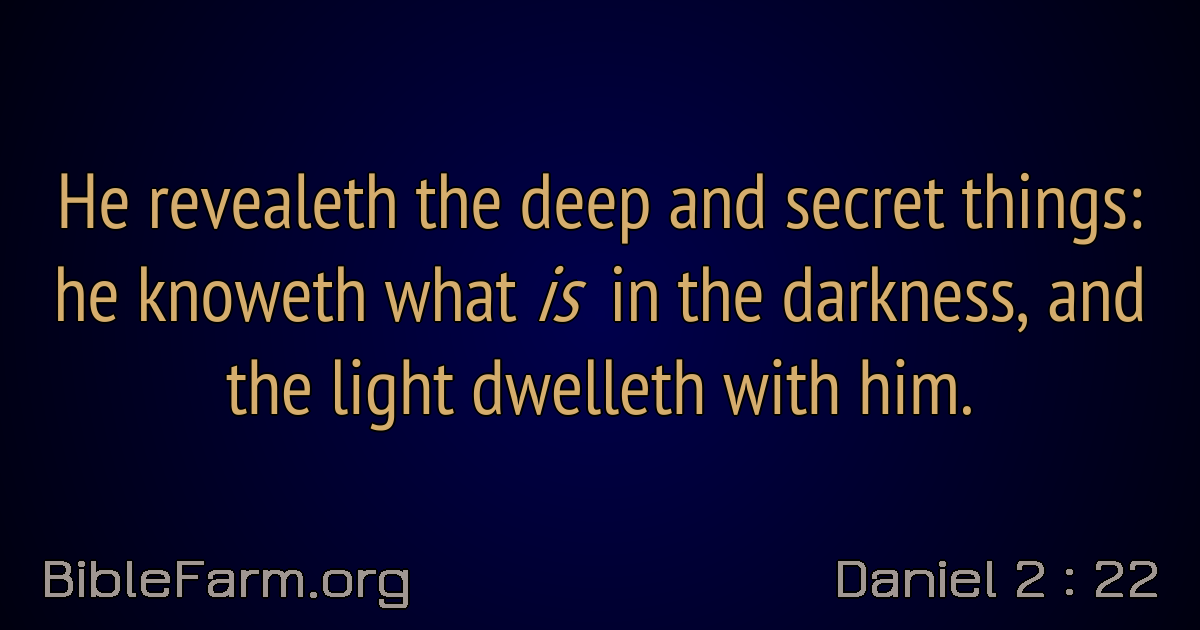 He revealeth the deep and secret things:
he knoweth what is in the darkness, and
the light dwelleth with him.
BibleFarm.org
Daniel 2 : 22